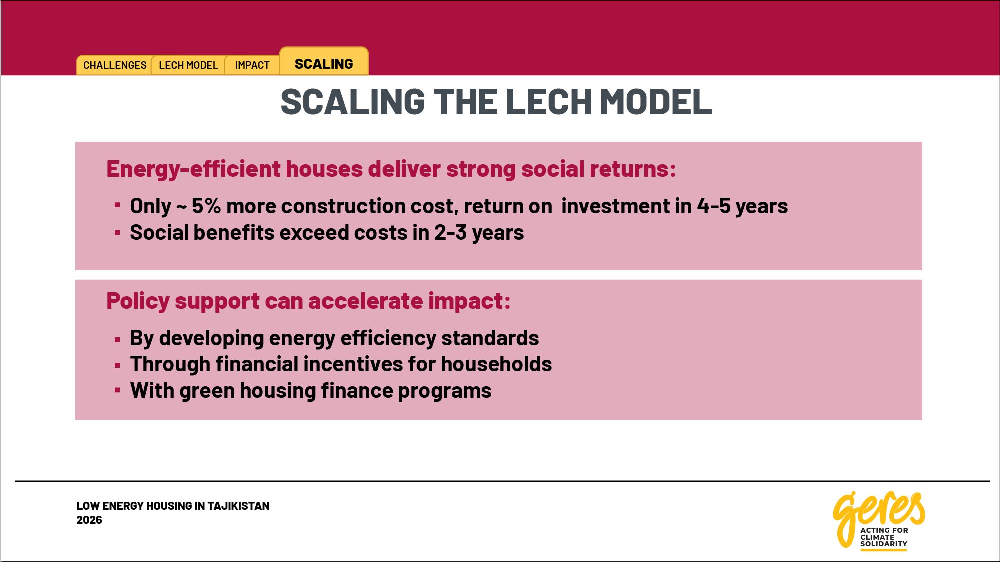 CHALLENGES
LECH MODEL
IMPACT
SCALING
SCALING THE LECH MODEL
Energy-efficient houses deliver strong social returns:
▪ Only ~ 5% more construction cost, return on  investment in 4-5 years
▪ Social benefits exceed costs in 2-3 years
Policy support can accelerate impact:
▪ By developing energy efficiency standards
▪ Through financial incentives for households
▪ With green housing finance programs
LOW ENERGY HOUSING IN TAJIKISTAN
2026
geres
ACTING FOR
CLIMATE
SOLIDARITY